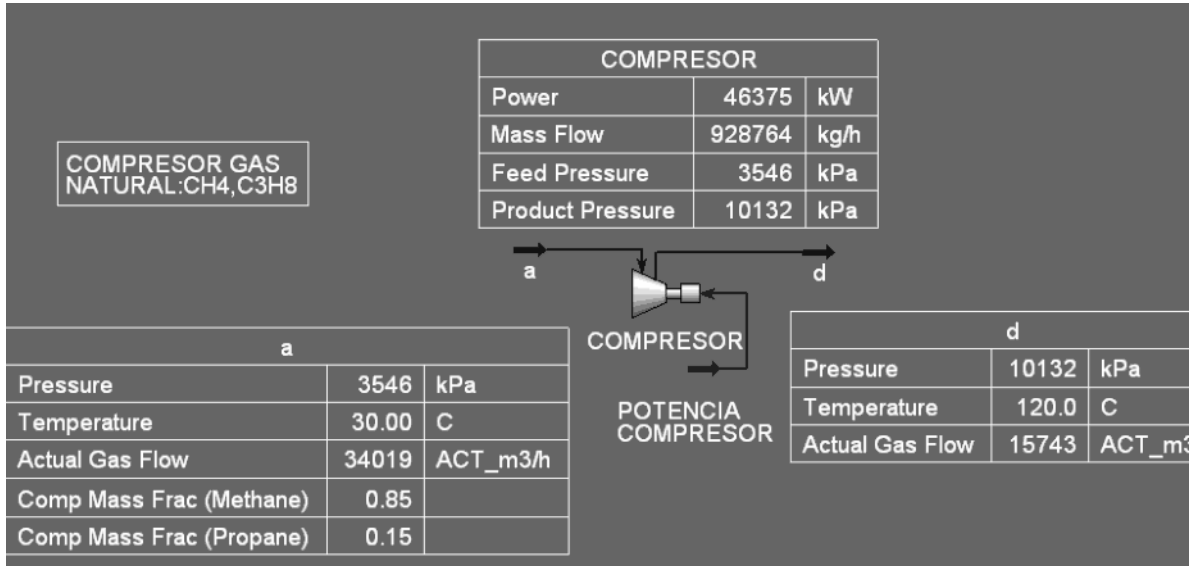 COMPRESOR
Power 46375 kW
Mass Flow 928764 kg/h
Feed Pressure 3546 kPa
Product Pressure 10132 kPa
COMPRESOR GAS
NATURAL:CH4,C3H8
a
d
COMPRESOR
POTENCIA
COMPRESOR
a
Pressure 3546 kPa
Temperature 30.00 C
Actual Gas Flow 34019 ACT_m3/h
Comp Mass Frac (Methane) 0.85
Comp Mass Frac (Propane) 0.15
d
Pressure 10132 kPa
Temperature 120.0 C
Actual Gas Flow 15743 ACT_m3